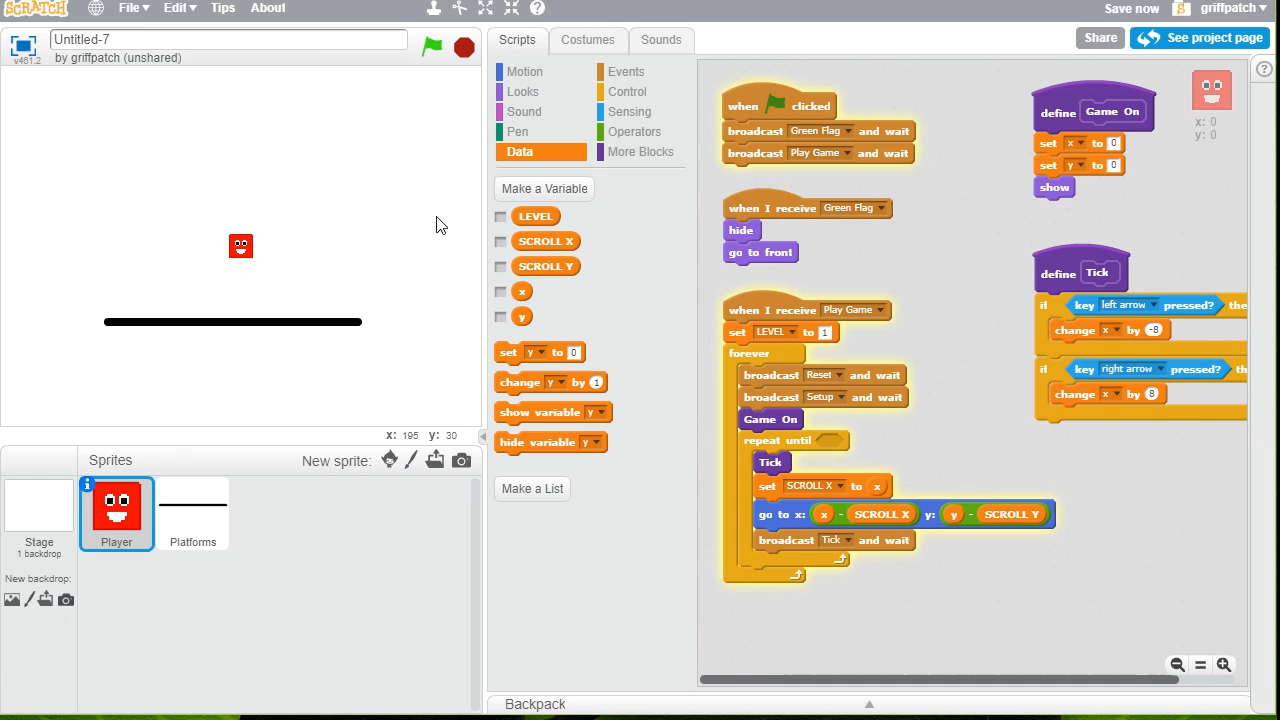 SCRATCH File Edit Tips About Save now griffpatch
Untitled-7
v461.2 by griffpatch (unshared)
Scripts Costumes Sounds Share See project page
Motion Events
Looks Control
Sound Sensing
Pen Operators
Data More Blocks
Make a Variable
LEVEL
SCROLL X
SCROLL Y
x
y
set y to 0
change y by 1
show variable y
hide variable y
Make a List
when clicked
broadcast Green Flag and wait
broadcast Play Game and wait
when I receive Green Flag
hide
go to front
when I receive Play Game
set LEVEL to 1
forever
broadcast Reset and wait
broadcast Setup and wait
Game On
repeat until
Tick
set SCROLL X to x
go to x: x - SCROLL X y: y - SCROLL Y
broadcast Tick and wait
define Game On
set x to 0
set y to 0
show
define Tick
if key left arrow pressed? the
change x by -8
if key right arrow pressed? the
change x by 8
x: 0
y: 0
x: 195 y: 30
Sprites New sprite:
Stage
1 backdrop
New backdrop:
Player
Platforms
Backpack